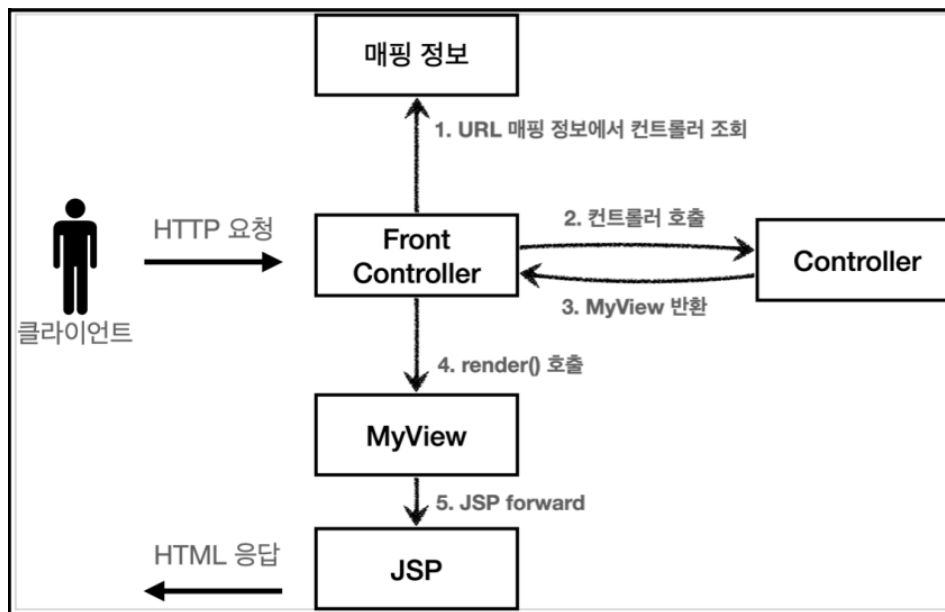 매핑 정보
1. URL 매핑 정보에서 컨트롤러 조회
HTTP 요청
Front
Controller
2. 컨트롤러 호출
Controller
3. MyView 반환
클라이언트
4. render() 호출
MyView
5. JSP forward
HTML 응답
JSP